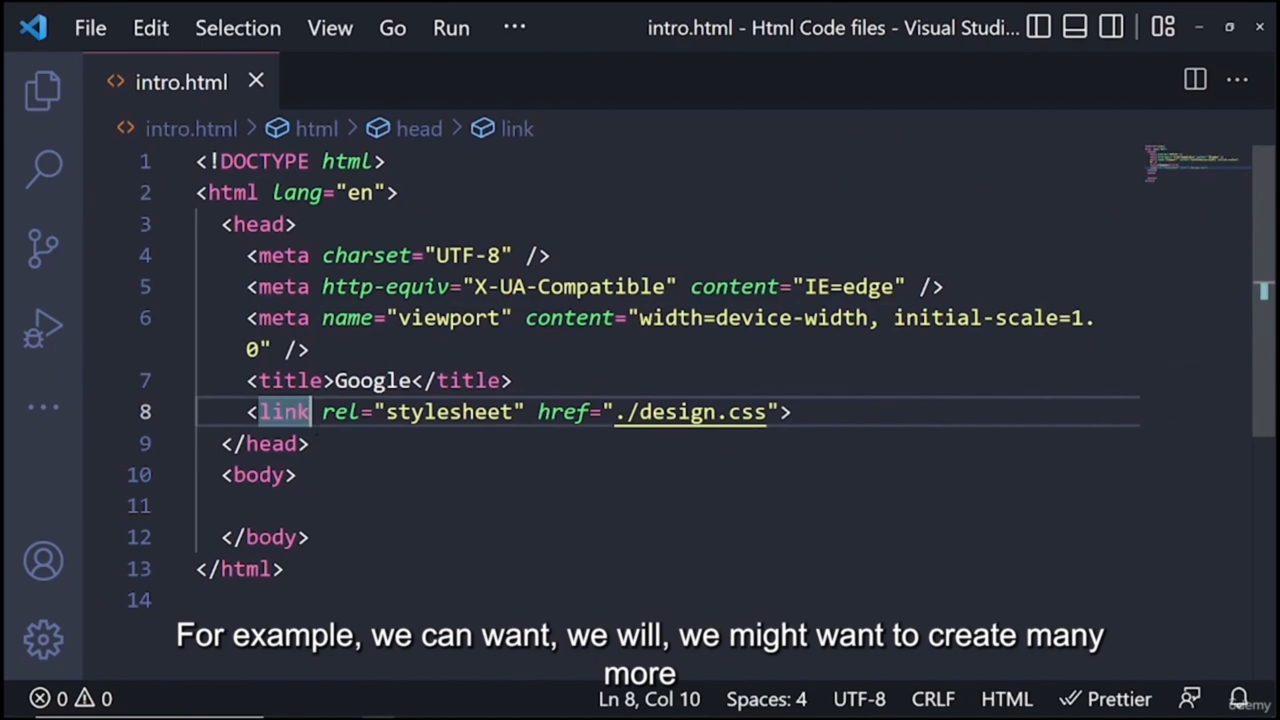 File Edit Selection View Go Run ··· intro.html - Html Code files - Visual Studi...
intro.html
intro.html > html > head > link
1 <!DOCTYPE html>
2 <html lang="en">
3 <head>
4 <meta charset="UTF-8" />
5 <meta http-equiv="X-UA-Compatible" content="IE=edge" />
6 <meta name="viewport" content="width=device-width, initial-scale=1.
0" />
7 <title>Google</title>
8 <link rel="stylesheet" href="./design.css">
9 </head>
10 <body>
11
12 </body>
13 </html>
14
For example, we can want, we will, we might want to create many
more
0 0 Ln 8, Col 10 Spaces: 4 UTF-8 CRLF HTML Prettier
udemy